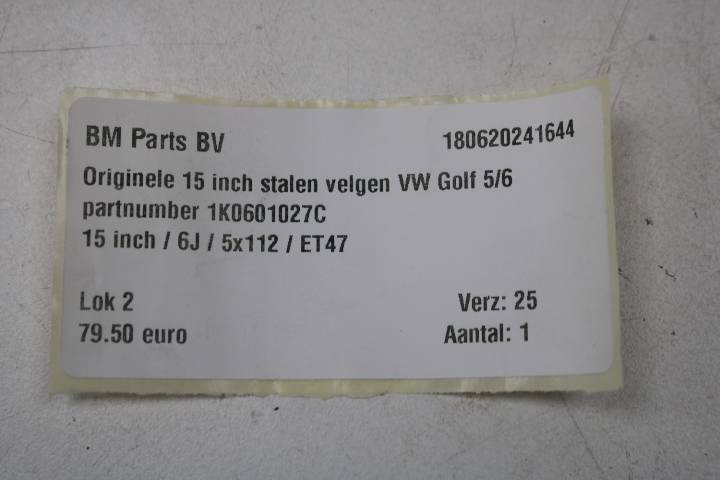 BM Parts BV 180620241644
Originele 15 inch stalen velgen VW Golf 5/6
partnumber 1K0601027C
15 inch / 6J / 5x112 / ET47
Lok 2 Verz: 25
79.50 euro Aantal: 1